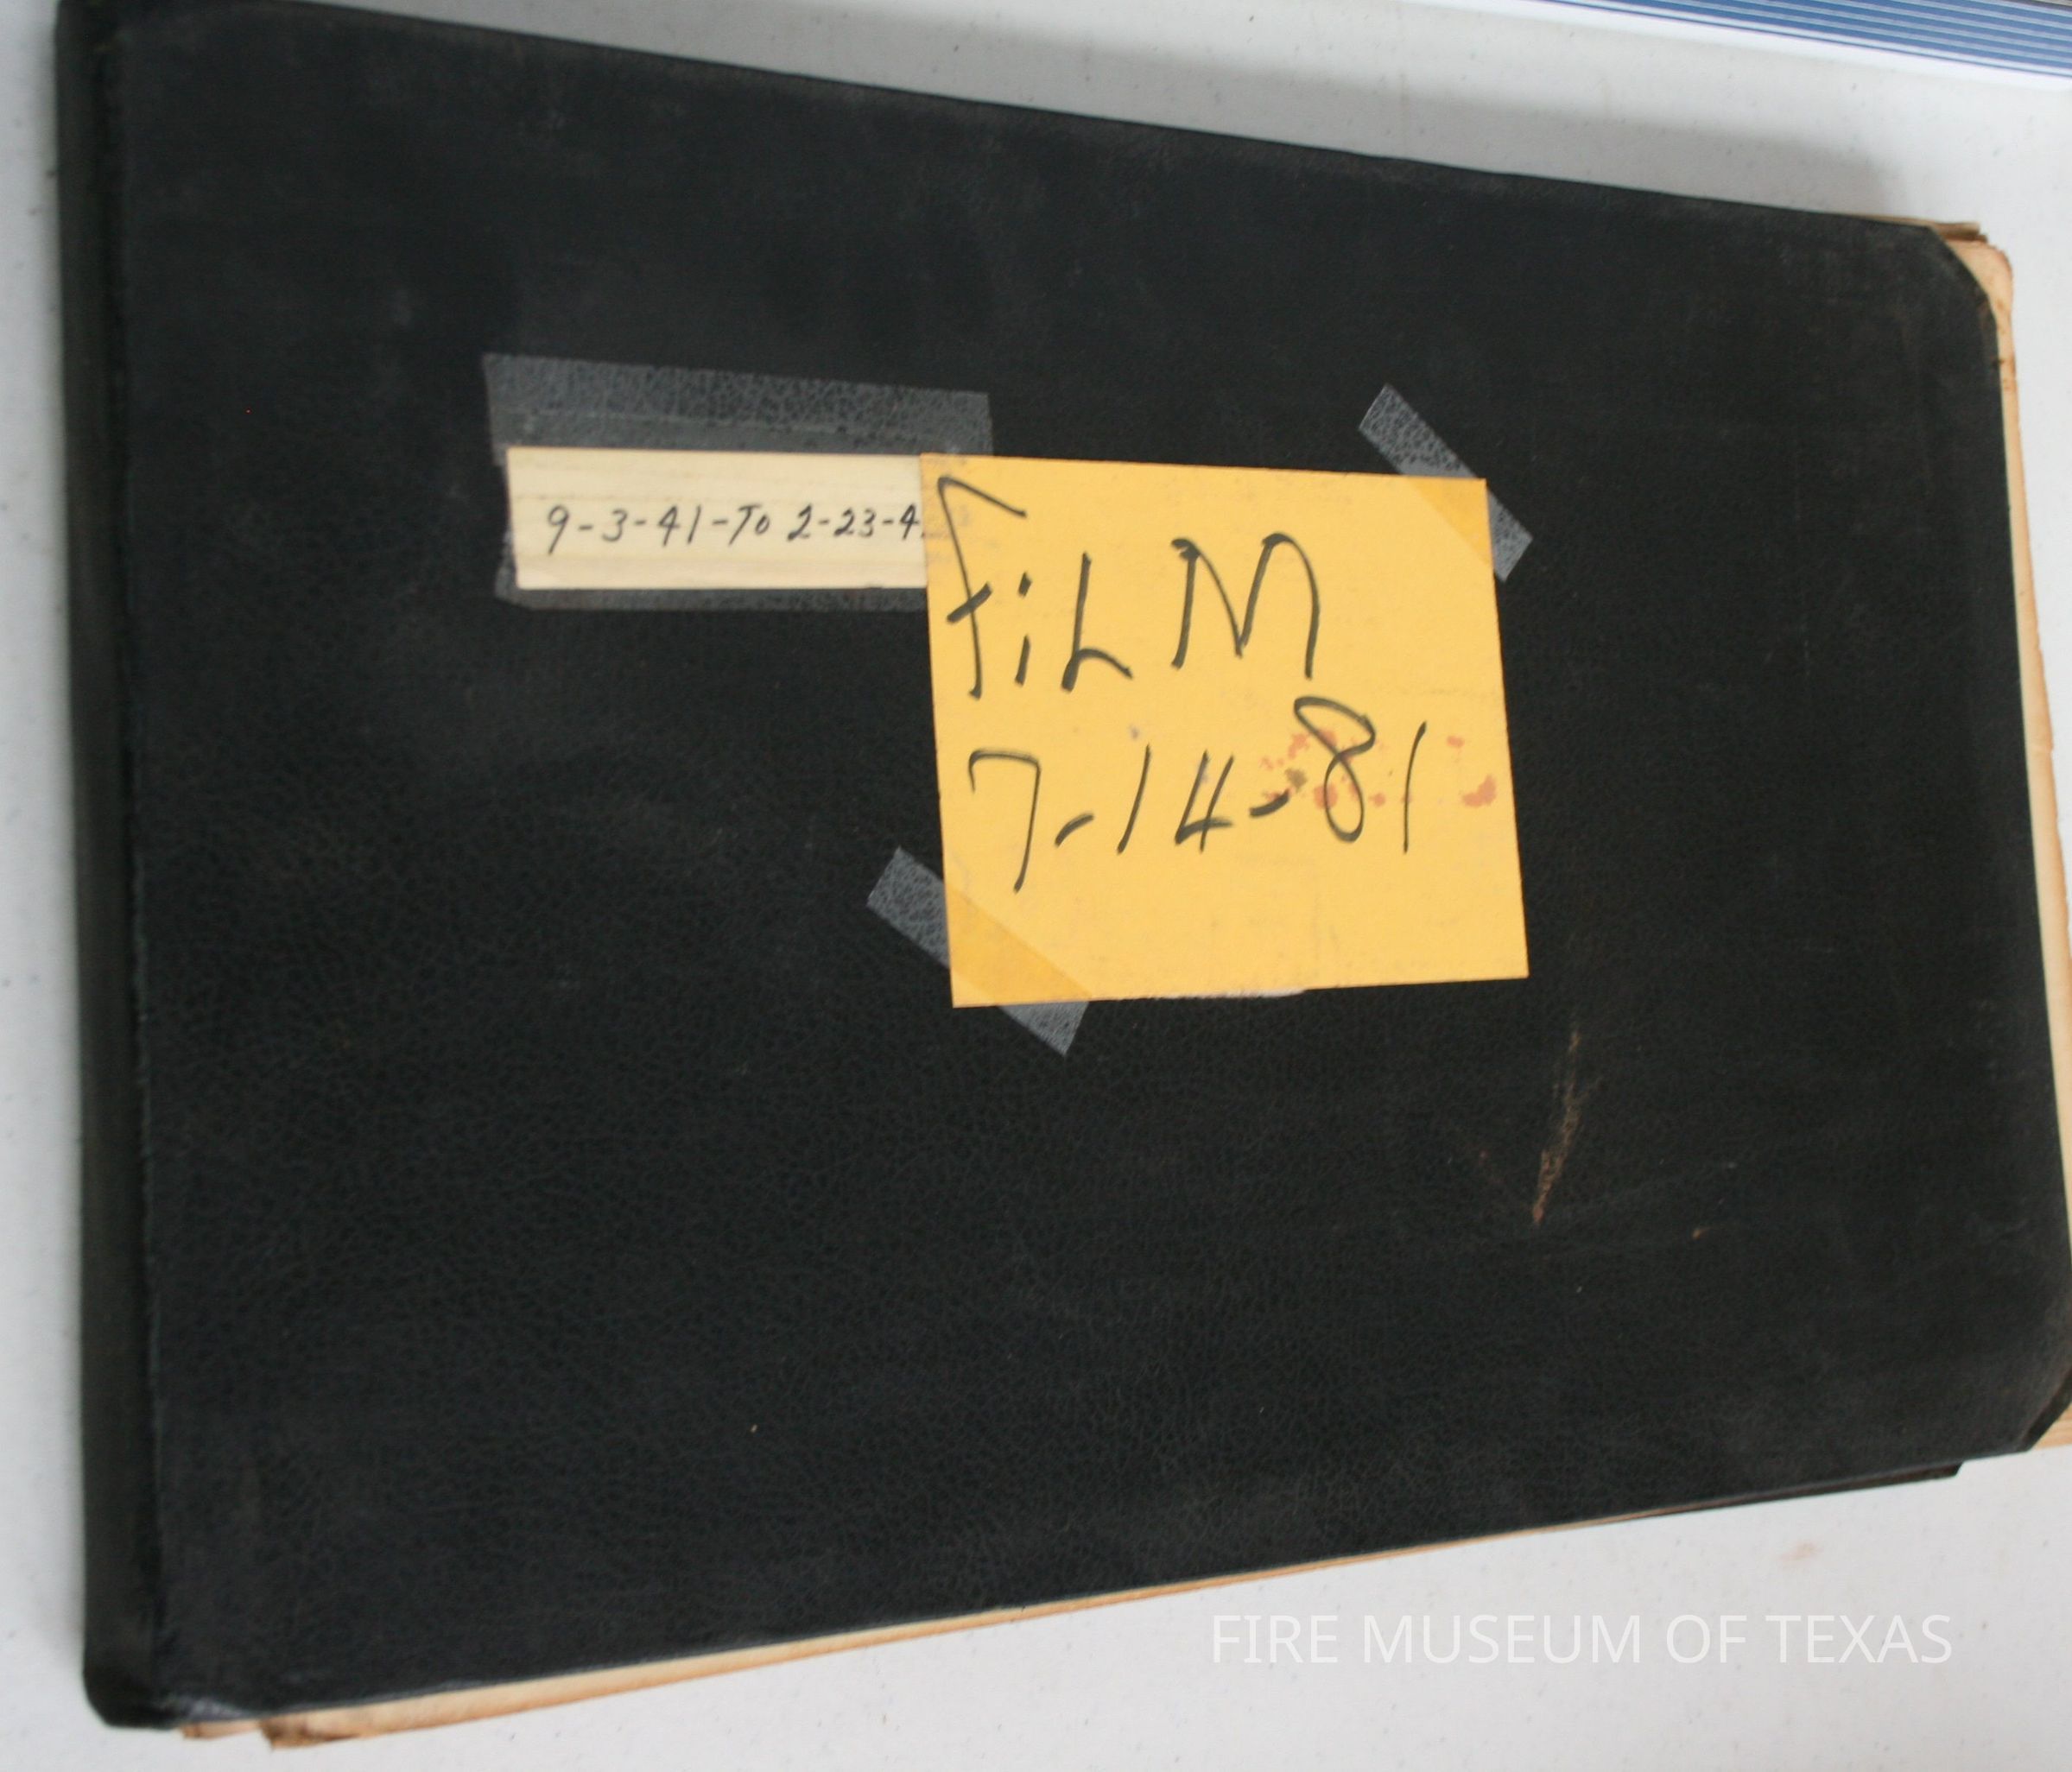 9-3-41-To 2-23-4
FiLM
7-14-81
FIRE MUSEUM OF TEXAS